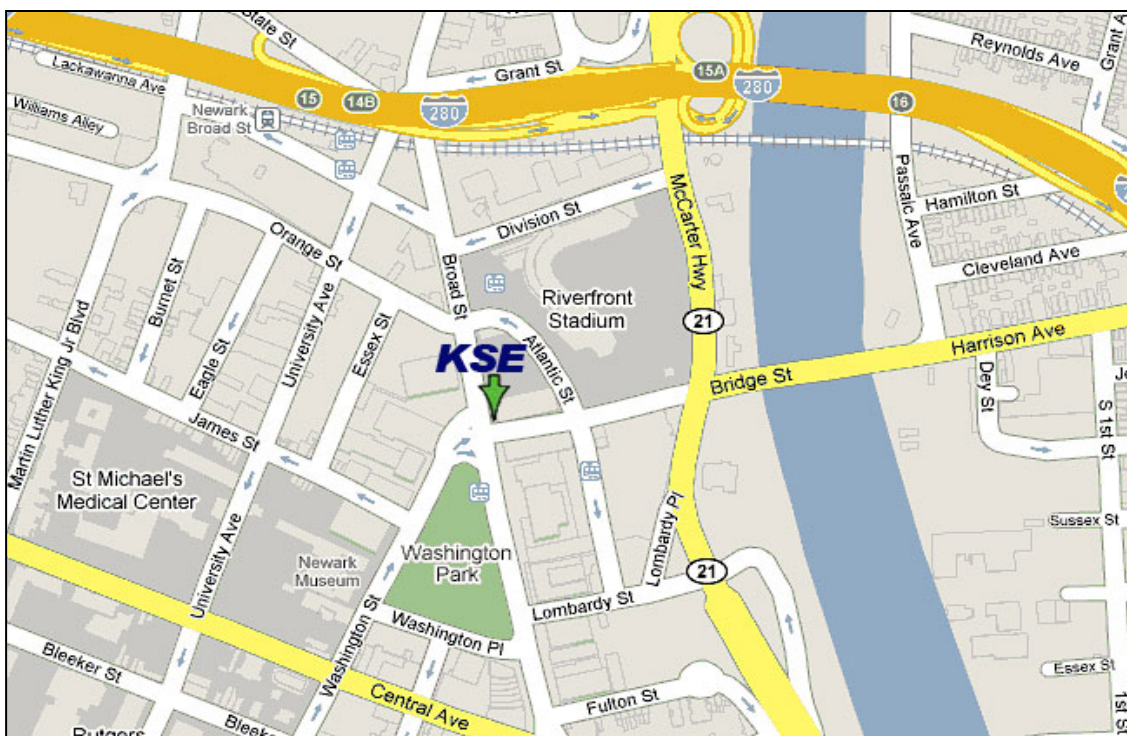 State St
Grant St
Reynolds Ave
Grant A
Lackawanna Ave
15
14B
280
15A
280
16
Williams Alley
Newark
Broad St
Passaic Ave
McCarter Hwy
Hamilton St
Division St
Orange St
Cleveland Ave
Broad St
Burnet St
University Ave
Riverfront
Stadium
21
Essex St
Eagle St
Atlantic St
Harrison Ave
Martin Luther King Jr Blvd
KSE
Bridge St
Dey St
Je
James St
S 1st St
St Michael's
Medical Center
University Ave
Newark
Museum
Washington
Park
Lombardy Pl
Sussex St
21
Lombardy St
Washington Pl
Washington St
Bleeker St
Central Ave
Essex St
Fulton St
Bleeke
1st St
Rutgers